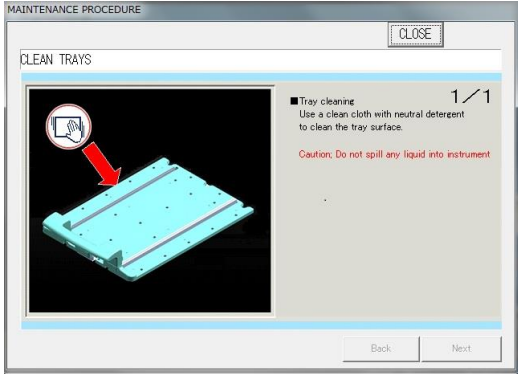 MAINTENANCE PROCEDURE
CLOSE
CLEAN TRAYS
1/1
■Tray cleaning
Use a clean cloth with neutral detergent
to clean the tray surface.
Caution; Do not spill any liquid into instrument
Back
Next